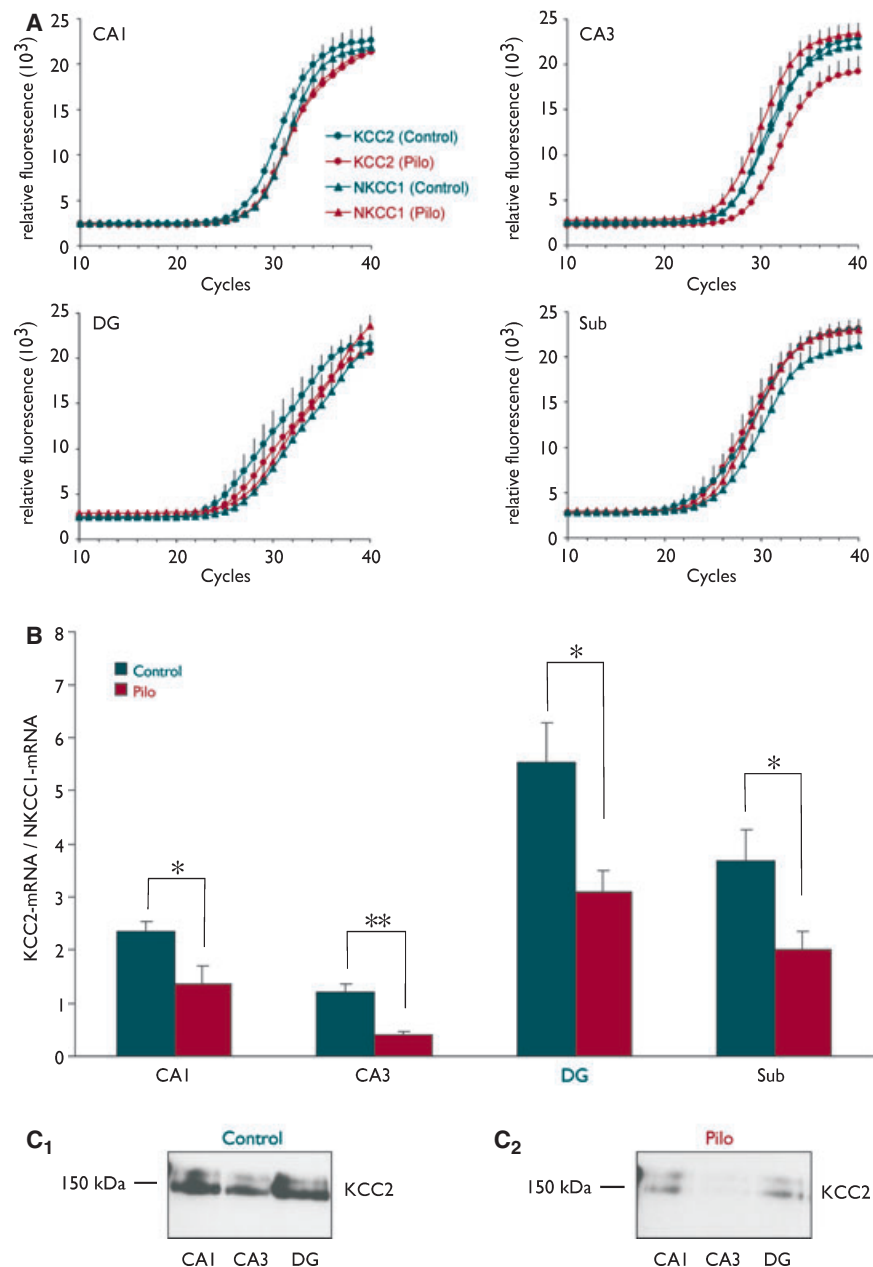 A
CA1
relative fluorescence (10³)
25
20
15
10
5
0
10
20
30
40
Cycles
KCC2 (Control)
KCC2 (Pilo)
NKCC1 (Control)
NKCC1 (Pilo)
CA3
relative fluorescence (10³)
25
20
15
10
5
0
10
20
30
40
Cycles
DG
relative fluorescence (10³)
25
20
15
10
5
0
10
20
30
40
Cycles
Sub
relative fluorescence (10³)
25
20
15
10
5
0
10
20
30
40
Cycles
B
KCC2-mRNA / NKCC1-mRNA
8
7
6
5
4
3
2
1
0
Control
Pilo
*
**
*
*
CA1
CA3
DG
Sub
C1
Control
150 kDa
KCC2
CA1 CA3 DG
C2
Pilo
150 kDa
KCC2
CA1 CA3 DG